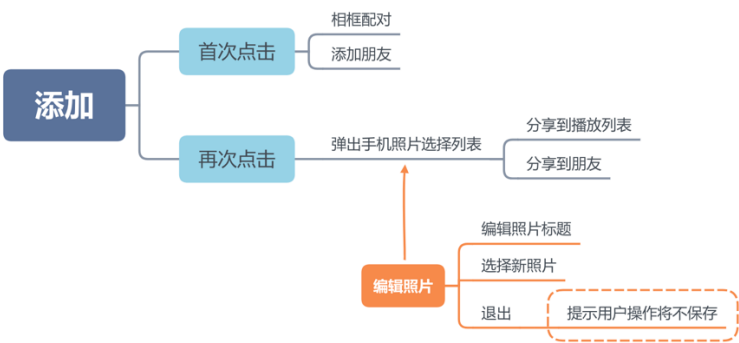 添加
首次点击
相框配对
添加朋友
再次点击
弹出手机照片选择列表
分享到播放列表
分享到朋友
编辑照片
编辑照片标题
选择新照片
退出
提示用户操作将不保存